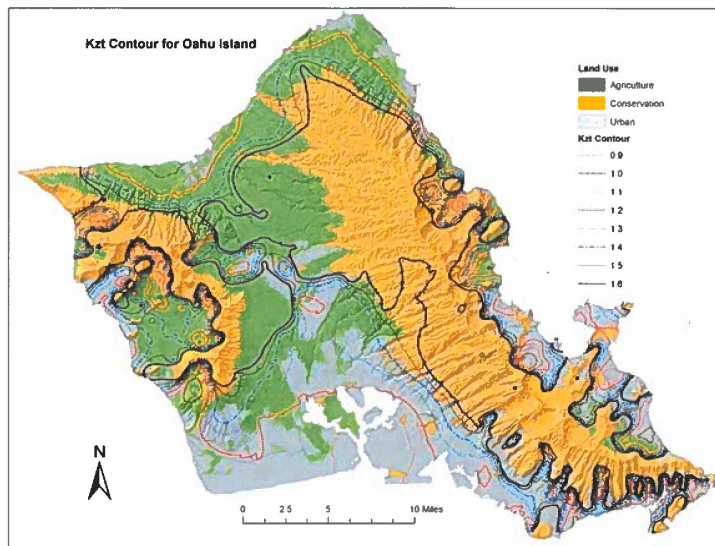 Kzt Contour for Oahu Island
Land Use
Agriculture
Conservation
Urban
Kzt Contour
0.9
1.0
1.1
1.2
1.3
1.4
1.5
1.6
N
0 2.5 5 10 Miles